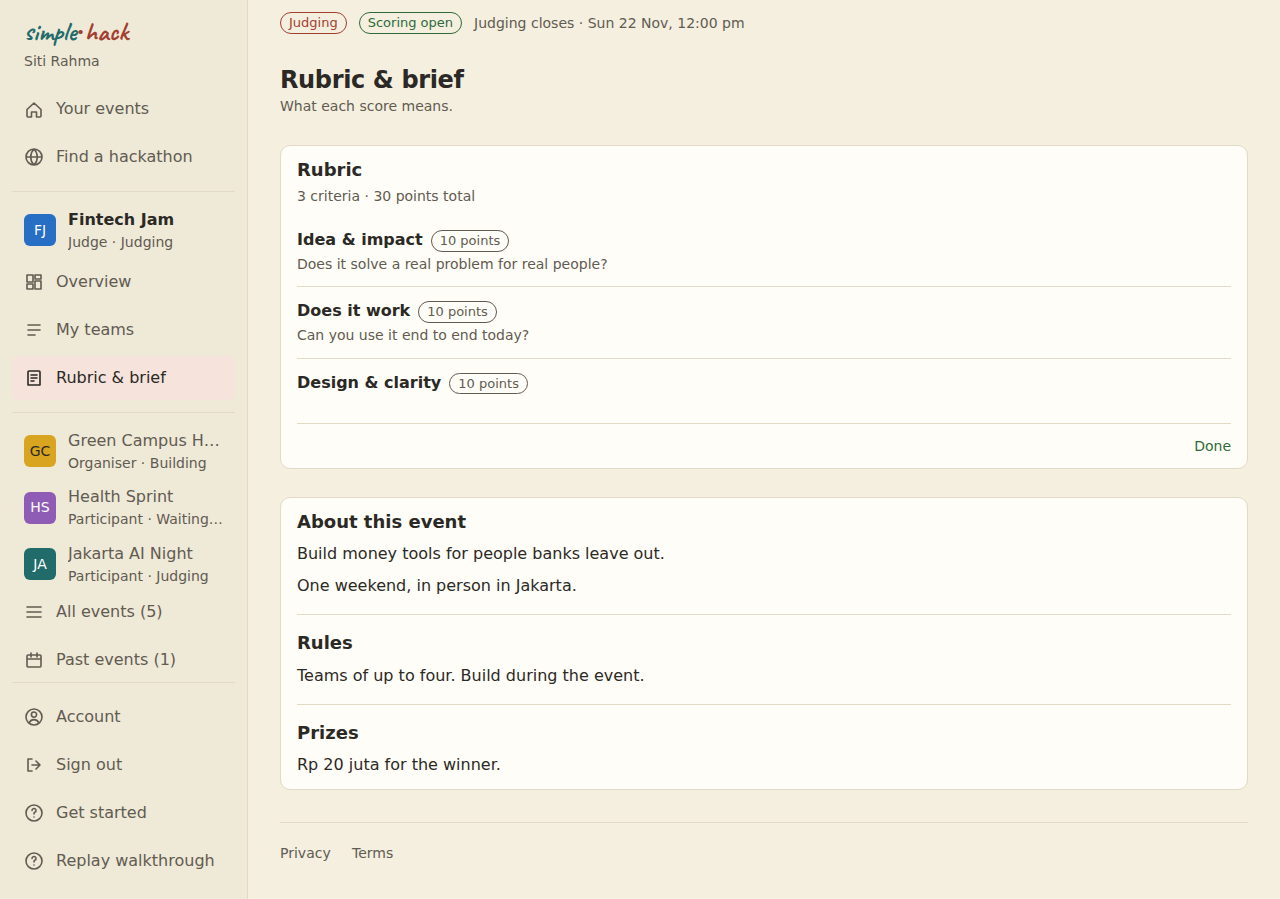 simple·hack
Siti Rahma
Your events
Find a hackathon
FJ
Fintech Jam
Judge · Judging
Overview
My teams
Rubric & brief
GC
Green Campus H…
Organiser · Building
HS
Health Sprint
Participant · Waiting…
JA
Jakarta AI Night
Participant · Judging
All events (5)
Past events (1)
Account
Sign out
Get started
Replay walkthrough
Judging
Scoring open
Judging closes · Sun 22 Nov, 12:00 pm
Rubric & brief
What each score means.
Rubric
3 criteria · 30 points total
Idea & impact 10 points
Does it solve a real problem for real people?
Does it work 10 points
Can you use it end to end today?
Design & clarity 10 points
Done
About this event
Build money tools for people banks leave out.
One weekend, in person in Jakarta.
Rules
Teams of up to four. Build during the event.
Prizes
Rp 20 juta for the winner.
Privacy Terms